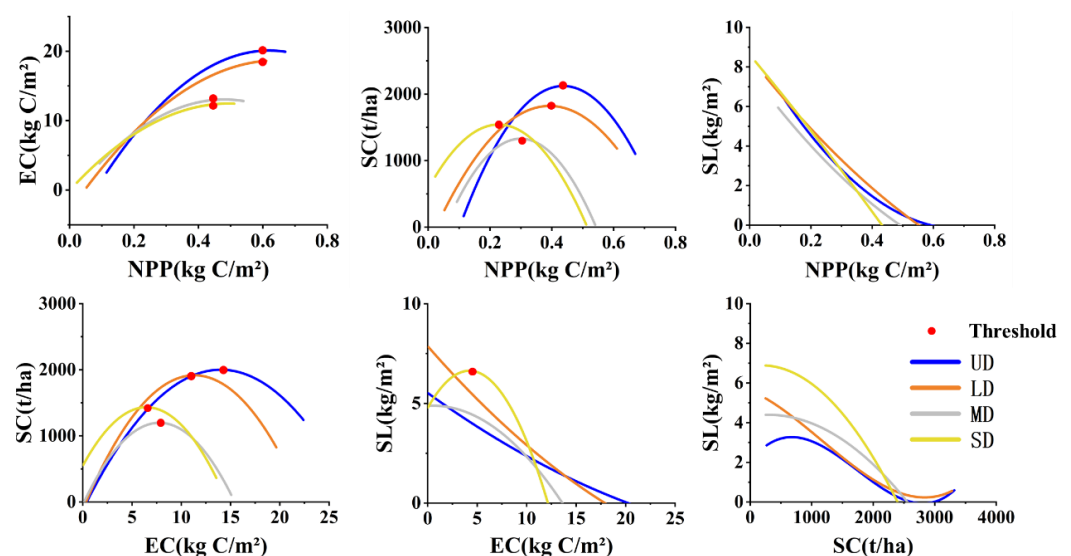 EC(kg C/m²)
20
10
0
0.0 0.2 0.4 0.6 0.8
NPP(kg C/m²)
SC(t/ha)
3000
2000
1000
0
0.0 0.2 0.4 0.6 0.8
NPP(kg C/m²)
SL(kg/m²)
10
8
6
4
2
0
0.0 0.2 0.4 0.6 0.8
NPP(kg C/m²)
SC(t/ha)
3000
2000
1000
0
0 5 10 15 20 25
EC(kg C/m²)
SL(kg/m²)
10
5
0
0 5 10 15 20 25
EC(kg C/m²)
SL(kg/m²)
10
8
6
4
2
0
0 1000 2000 3000 4000
SC(t/ha)
Threshold
UD
LD
MD
SD